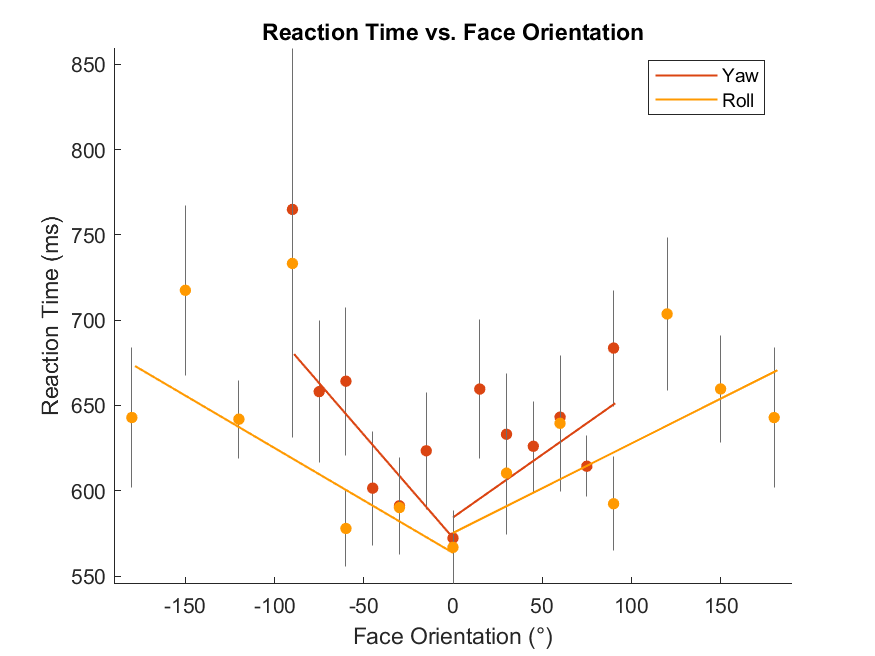 Reaction Time vs. Face Orientation
Yaw
Roll
850
800
750
700
650
600
550
Reaction Time (ms)
-150 -100 -50 0 50 100 150
Face Orientation (°)